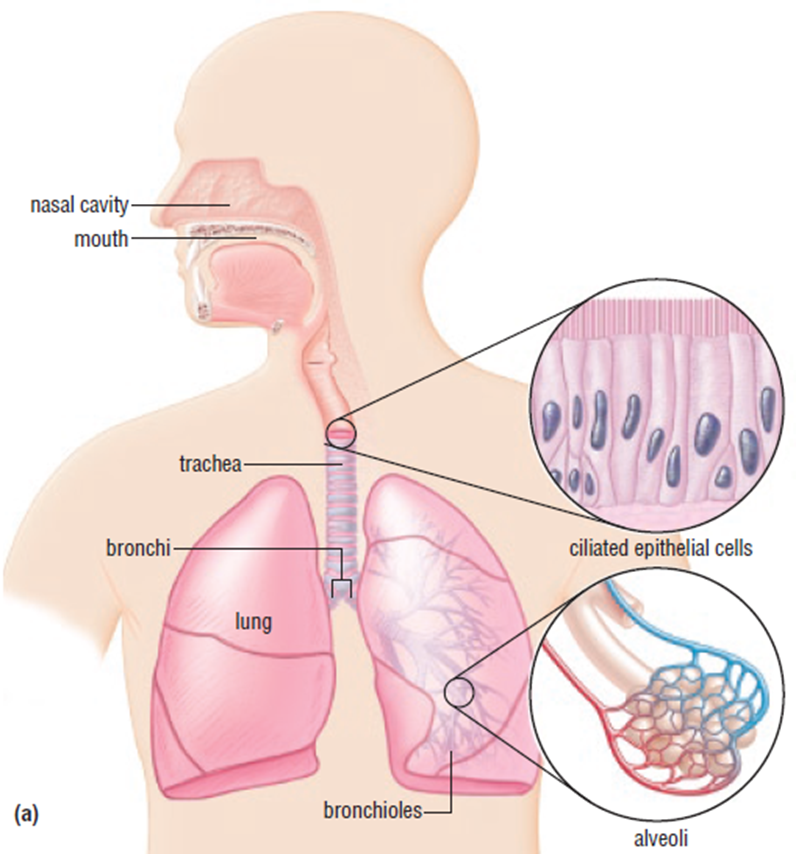 nasal cavity
mouth
trachea
bronchi
lung
ciliated epithelial cells
bronchioles
alveoli
(a)